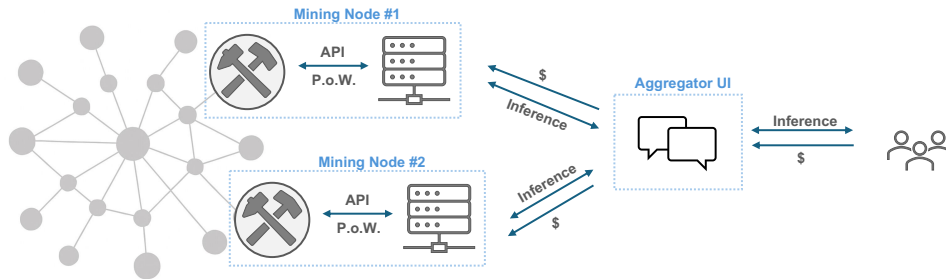 Mining Node #1
API
P.o.W.
$
Inference
Aggregator UI
Inference
$
Mining Node #2
API
P.o.W.
Inference
$